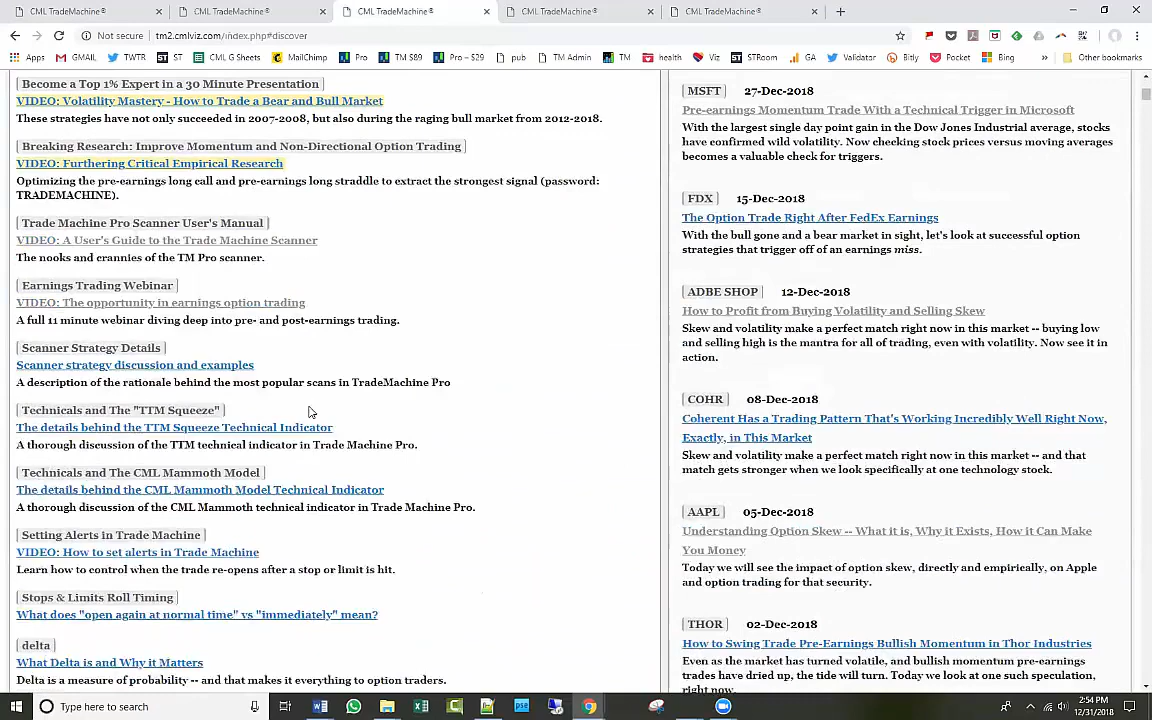 CML TradeMachine®
CML TradeMachine®
CML TradeMachine®
CML TradeMachine®
CML TradeMachine®
Not secure
tm2.cmlviz.com/index.php#discover
Apps
GMAIL
TWTR
ST
CML G Sheets
MailChimp
Pro
TM $89
Pro – $29
pub
TM Admin
TM
health
Viz
STRoom
GA
Validator
Bitly
Pocket
Bing
»
Other bookmarks
Become a Top 1% Expert in a 30 Minute Presentation
VIDEO: Volatility Mastery - How to Trade a Bear and Bull Market
These strategies have not only succeeded in 2007-2008, but also during the raging bull market from 2012-2018.
Breaking Research: Improve Momentum and Non-Directional Option Trading
VIDEO: Furthering Critical Empirical Research
Optimizing the pre-earnings long call and pre-earnings long straddle to extract the strongest signal (password:
TRADEMACHINE).
Trade Machine Pro Scanner User's Manual
VIDEO: A User's Guide to the Trade Machine Scanner
The nooks and crannies of the TM Pro scanner.
Earnings Trading Webinar
VIDEO: The opportunity in earnings option trading
A full 11 minute webinar diving deep into pre- and post-earnings trading.
Scanner Strategy Details
Scanner strategy discussion and examples
A description of the rationale behind the most popular scans in TradeMachine Pro
Technicals and The "TTM Squeeze"
The details behind the TTM Squeeze Technical Indicator
A thorough discussion of the TTM technical indicator in Trade Machine Pro.
Technicals and The CML Mammoth Model
The details behind the CML Mammoth Model Technical Indicator
A thorough discussion of the CML Mammoth technical indicator in Trade Machine Pro.
Setting Alerts in Trade Machine
VIDEO: How to set alerts in Trade Machine
Learn how to control when the trade re-opens after a stop or limit is hit.
Stops & Limits Roll Timing
What does "open again at normal time" vs "immediately" mean?
delta
What Delta is and Why it Matters
Delta is a measure of probability -- and that makes it everything to option traders.
MSFT 27-Dec-2018
Pre-earnings Momentum Trade With a Technical Trigger in Microsoft
With the largest single day point gain in the Dow Jones Industrial average, stocks
have confirmed wild volatility. Now checking stock prices versus moving averages
becomes a valuable check for triggers.
FDX 15-Dec-2018
The Option Trade Right After FedEx Earnings
With the bull gone and a bear market in sight, let's look at successful option
strategies that trigger off of an earnings miss.
ADBE SHOP 12-Dec-2018
How to Profit from Buying Volatility and Selling Skew
Skew and volatility make a perfect match right now in this market -- buying low
and selling high is the mantra for all of trading, even with volatility. Now see it in
action.
COHR 08-Dec-2018
Coherent Has a Trading Pattern That's Working Incredibly Well Right Now,
Exactly, in This Market
Skew and volatility make a perfect match right now in this market -- and that
match gets stronger when we look specifically at one technology stock.
AAPL 05-Dec-2018
Understanding Option Skew -- What it is, Why it Exists, How it Can Make
You Money
Today we will see the impact of option skew, directly and empirically, on Apple
and option trading for that security.
THOR 02-Dec-2018
How to Swing Trade Pre-Earnings Bullish Momentum in Thor Industries
Even as the market has turned volatile, and bullish momentum pre-earnings
trades have dried up, the tide will turn. Today we look at one such speculation,
right now.
Type here to search
pse
2:54 PM
12/31/2018